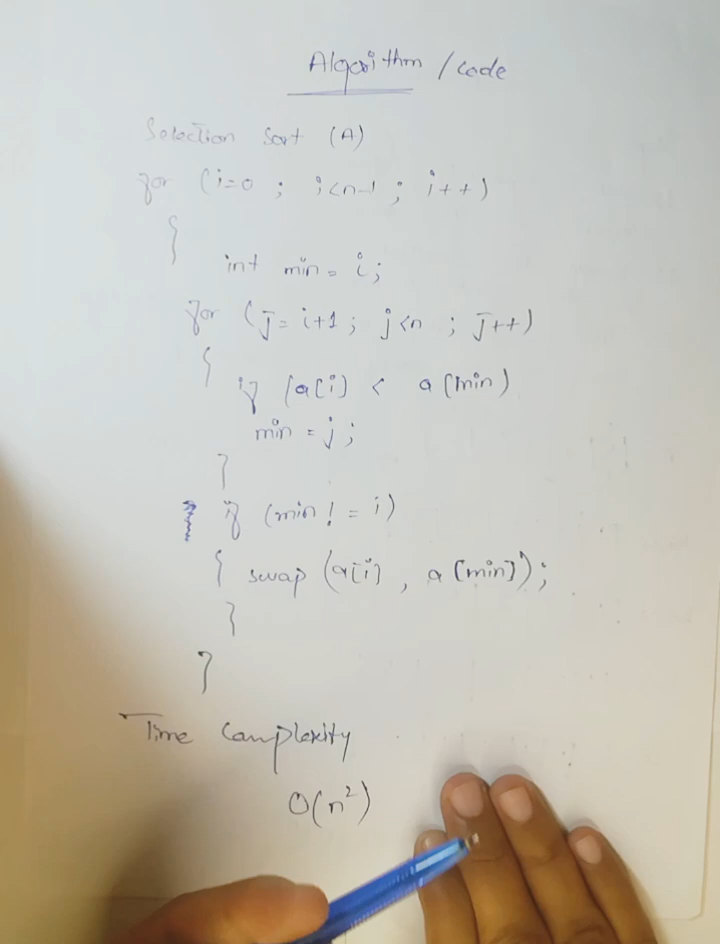 Algorithm / Code
Selection Sort (A)
for (i=0 ; i<n-1 ; i++)
{
int min = i;
for (j = i+1 ; j<n ; j++)
{
if (a[i] < a[min)
min = j;
}
if (min != i)
{ swap (a[i] , a[min]);
}
}
Time Complexity
O(n²)